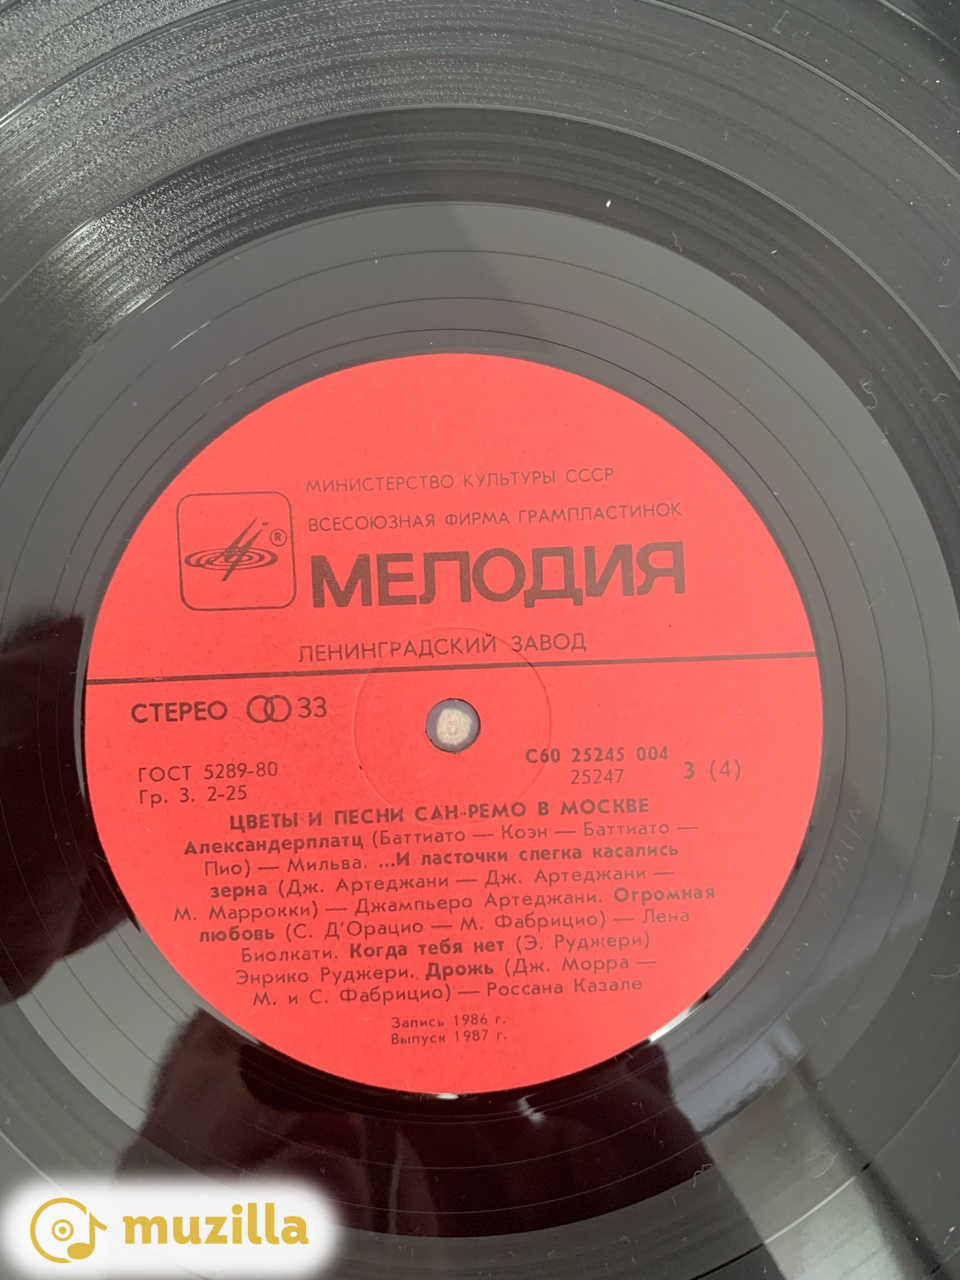 МИНИСТЕРСТВО КУЛЬТУРЫ СССР
ВСЕСОЮЗНАЯ ФИРМА ГРАМПЛАСТИНОК
®
МЕЛОДИЯ
ЛЕНИНГРАДСКИЙ ЗАВОД
СТЕРЕО 33
ГОСТ 5289-80
Гр. 3. 2-25
С60 25245 004
25247 3 (4)
ЦВЕТЫ И ПЕСНИ САН-РЕМО В МОСКВЕ
Александерплатц (Баттиато — Коэн — Баттиато —
Пио) — Мильва. ...И ласточки слегка касались
зерна (Дж. Артеджани — Дж. Артеджани —
М. Маррокки) — Джампьеро Артеджани. Огромная
любовь (С. Д'Орацио — М. Фабрицио) — Лена
Биолкати. Когда тебя нет (Э. Руджери)
Энрико Руджери. Дрожь (Дж. Морра —
М. и С. Фабрицио) — Россана Казале
Запись 1986 г.
Выпуск 1987 г.
muzilla